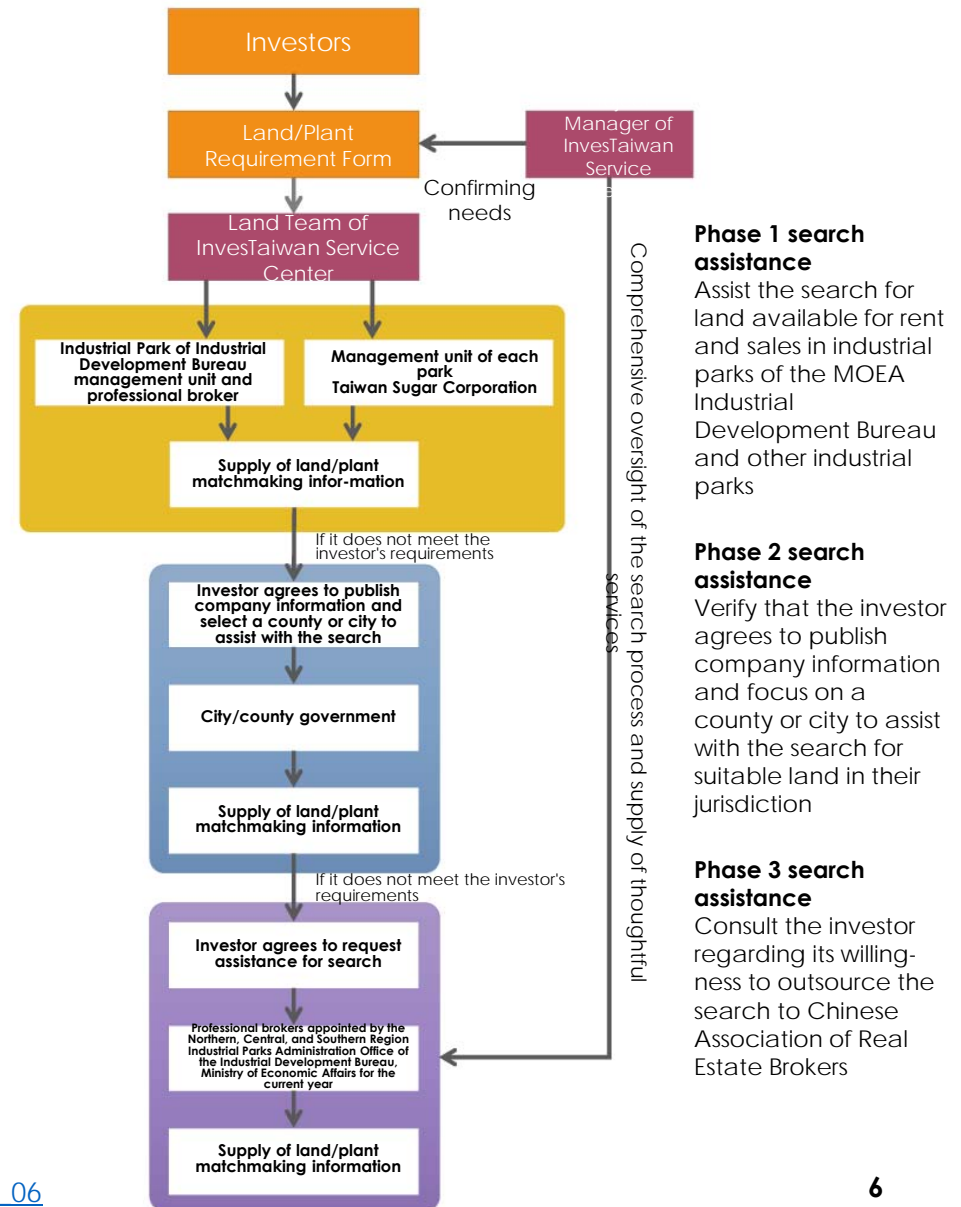 Investors
Land/Plant
Requirement Form
Manager of
InvesTaiwan
Service
Confirming
needs
Land Team of
InvesTaiwan Service
Center
Industrial Park of Industrial
Development Bureau
management unit and
professional broker
Management unit of each
park
Taiwan Sugar Corporation
Supply of land/plant
matchmaking infor-mation
If it does not meet the
investor's requirements
Investor agrees to publish
company information and
select a county or city to
assist with the search
City/county government
Supply of land/plant
matchmaking information
If it does not meet the investor's
requirements
Investor agrees to request
assistance for search
Professional brokers appointed by the
Northern, Central, and Southern Region
Industrial Parks Administration Office of
the Industrial Development Bureau,
Ministry of Economic Affairs for the
current year
Supply of land/plant
matchmaking information
Comprehensive oversight of the search process and supply of thoughtful
services
Phase 1 search
assistance
Assist the search for
land available for rent
and sales in industrial
parks of the MOEA
Industrial
Development Bureau
and other industrial
parks
Phase 2 search
assistance
Verify that the investor
agrees to publish
company information
and focus on a
county or city to assist
with the search for
suitable land in their
jurisdiction
Phase 3 search
assistance
Consult the investor
regarding its willing-
ness to outsource the
search to Chinese
Association of Real
Estate Brokers
06
6